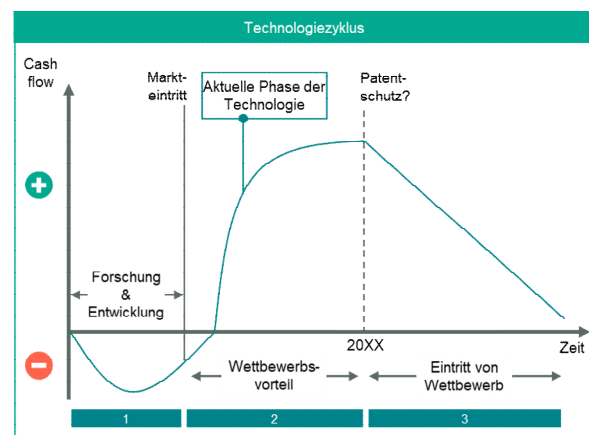 Technologiezyklus
Cash
flow
Markt-
eintritt
Aktuelle Phase der
Technologie
Patent-
schutz?
Forschung
&
Entwicklung
20XX
Zeit
Wettbewerbs-
vorteil
Eintritt von
Wettbewerb
1
2
3